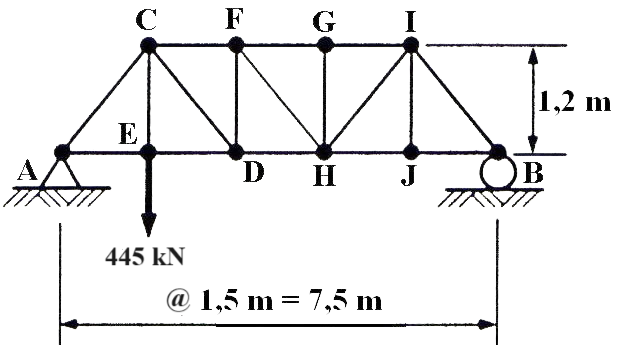 C F G I
1,2 m
A E D H J B
445 kN
@ 1,5 m = 7,5 m